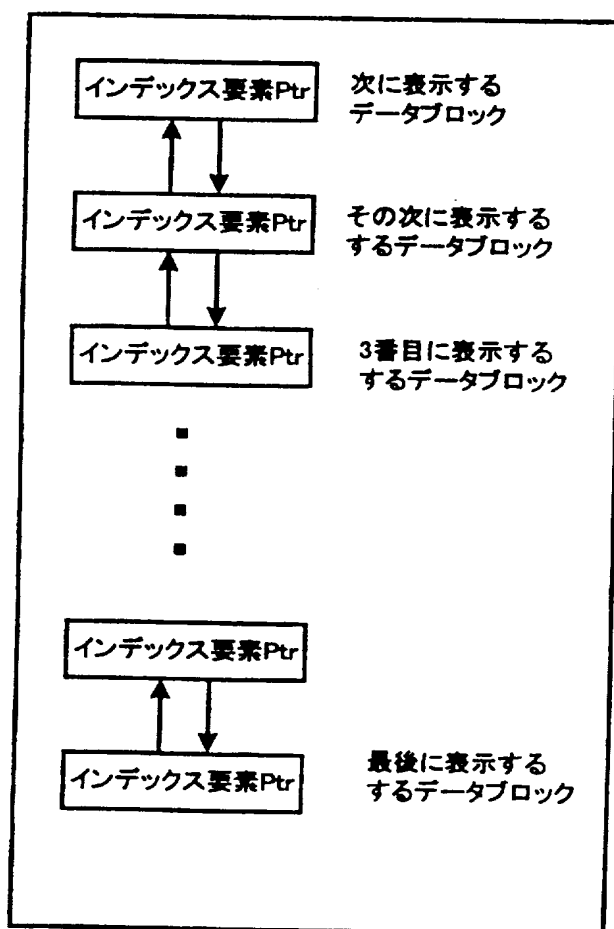 インデックス要素Ptr
次に表示する
データブロック
インデックス要素Ptr
その次に表示する
するデータブロック
インデックス要素Ptr
3番目に表示する
するデータブロック
インデックス要素Ptr
インデックス要素Ptr
最後に表示する
するデータブロック